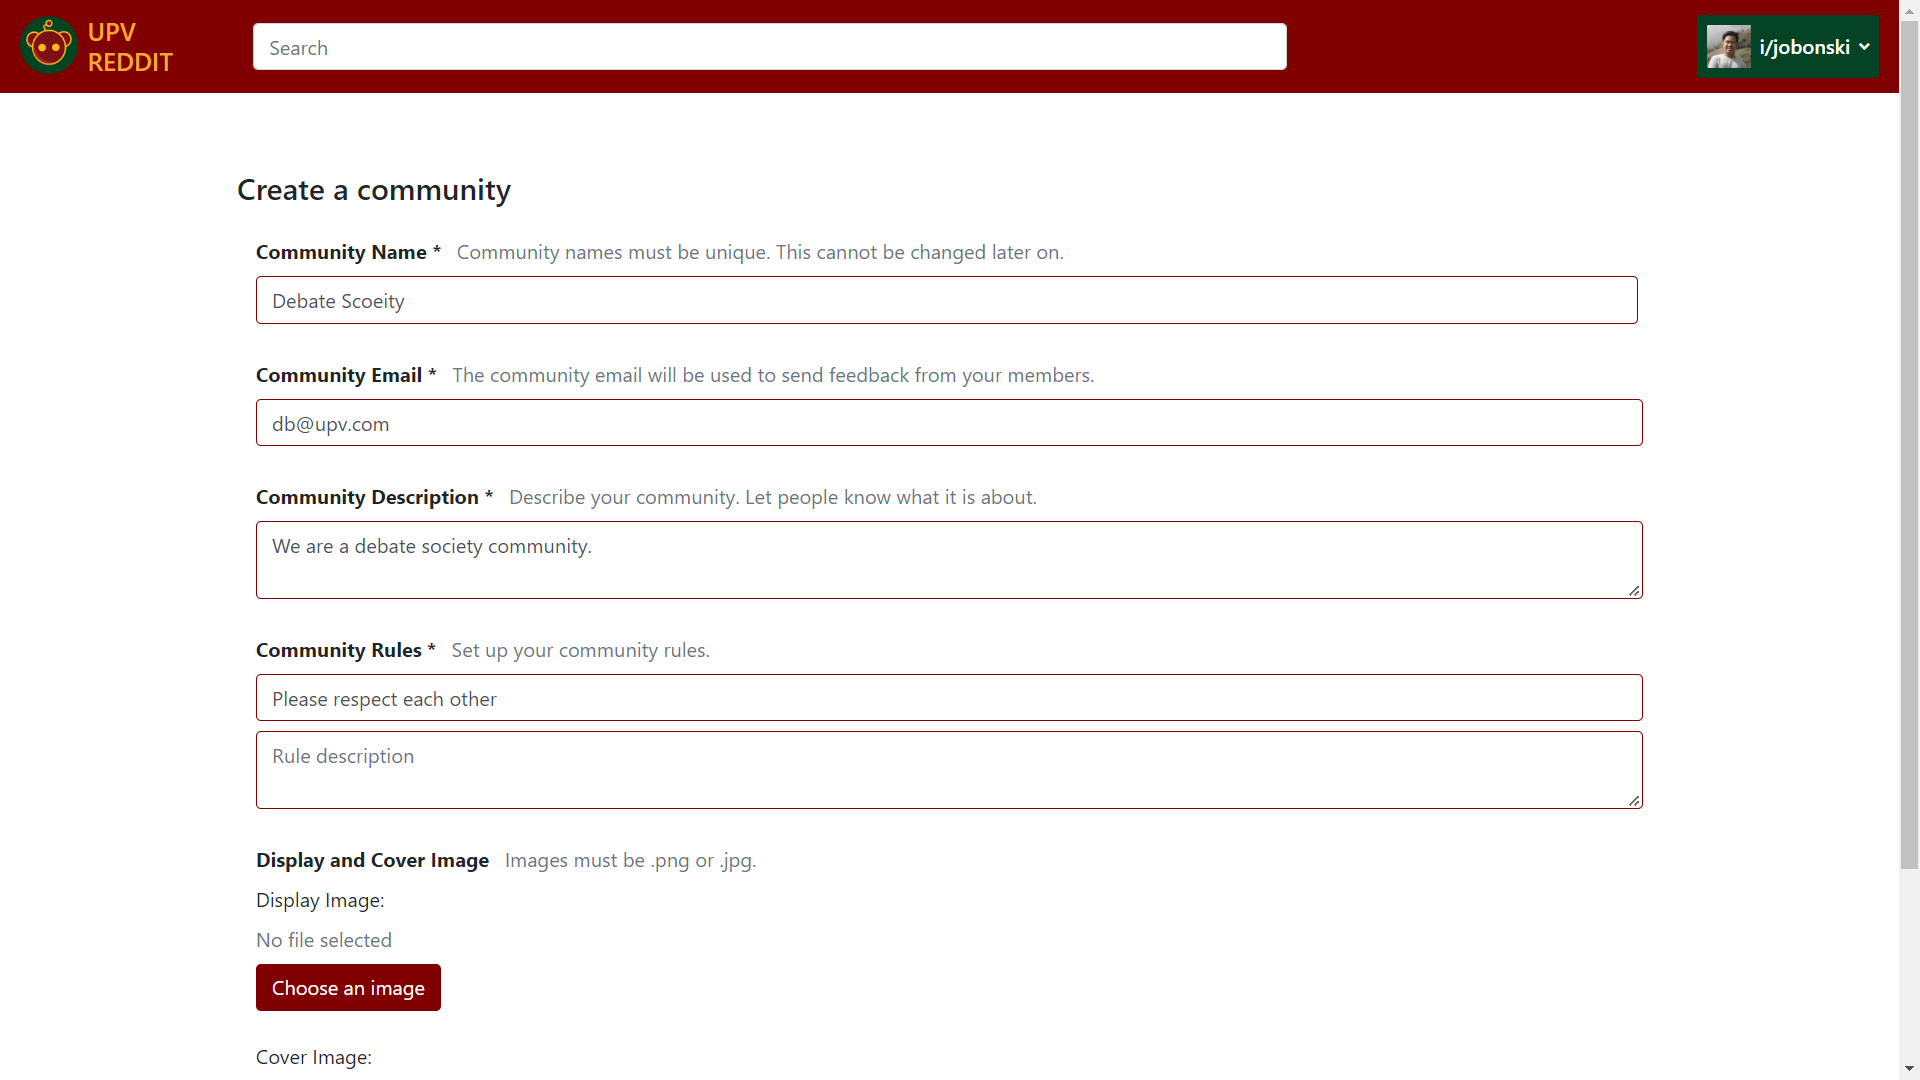 UPV
REDDIT
Search
i/jobonski
Create a community
Community Name * Community names must be unique. This cannot be changed later on.
Debate Scoeity
Community Email * The community email will be used to send feedback from your members.
db@upv.com
Community Description * Describe your community. Let people know what it is about.
We are a debate society community.
Community Rules * Set up your community rules.
Please respect each other
Rule description
Display and Cover Image Images must be .png or .jpg.
Display Image:
No file selected
Choose an image
Cover Image: